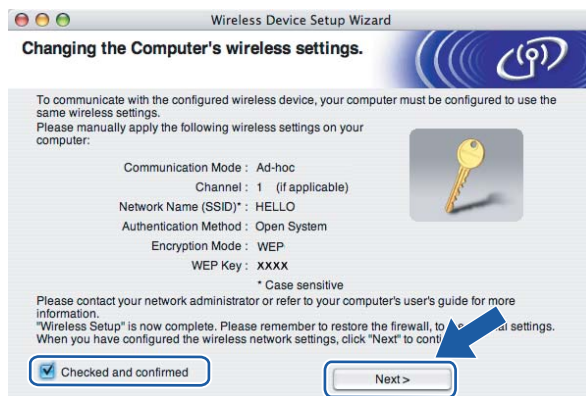 Wireless Device Setup Wizard
Changing the Computer's wireless settings.
To communicate with the configured wireless device, your computer must be configured to use the
same wireless settings.
Please manually apply the following wireless settings on your
computer:
Communication Mode : Ad-hoc
Channel : 1 (if applicable)
Network Name (SSID)* : HELLO
Authentication Method : Open System
Encryption Mode : WEP
WEP Key : XXXX
* Case sensitive
Please contact your network administrator or refer to your computer's user's guide for more
information.
"Wireless Setup" is now complete. Please remember to restore the firewall, to settings.
When you have configured the wireless network settings, click "Next" to
Checked and confirmed
Next >